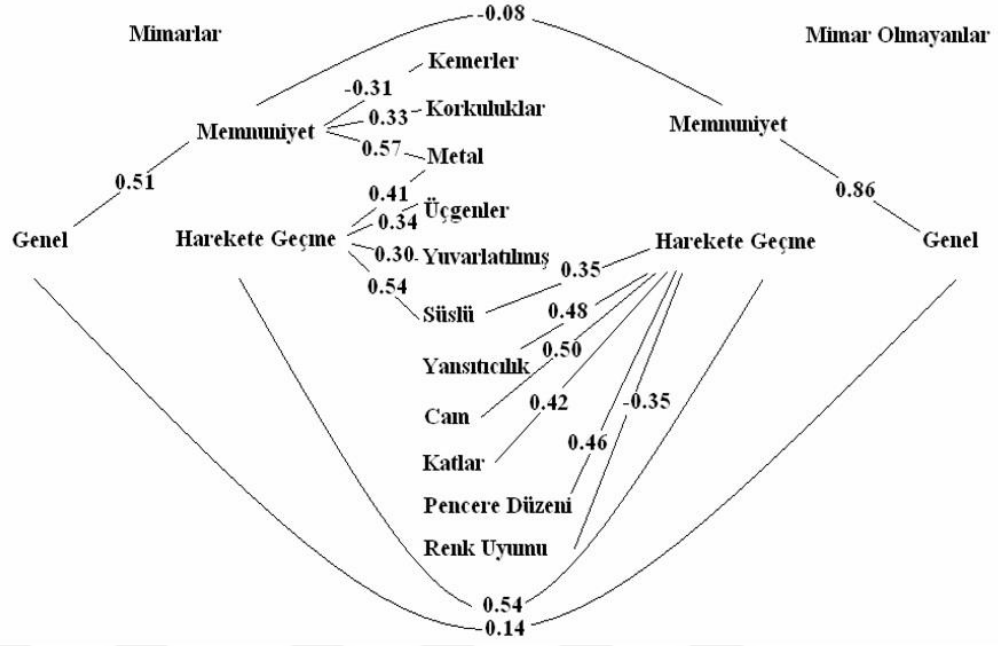 -0.08
Mimarlar
Mimar Olmayanlar
Kemerler
-0.31
Korkuluklar
0.33
Memnuniyet
Memnuniyet
0.57
Metal
0.51
0.41
0.86
Üçgenler
0.34
Genel
Harekete Geçme
Harekete Geçme
Genel
0.30
Yuvarlatılmış
0.35
0.54
Süslü
0.48
Yansıtıcılık
0.50
Cam
0.42
-0.35
0.46
Katlar
Pencere Düzeni
Renk Uyumu
0.54
0.14